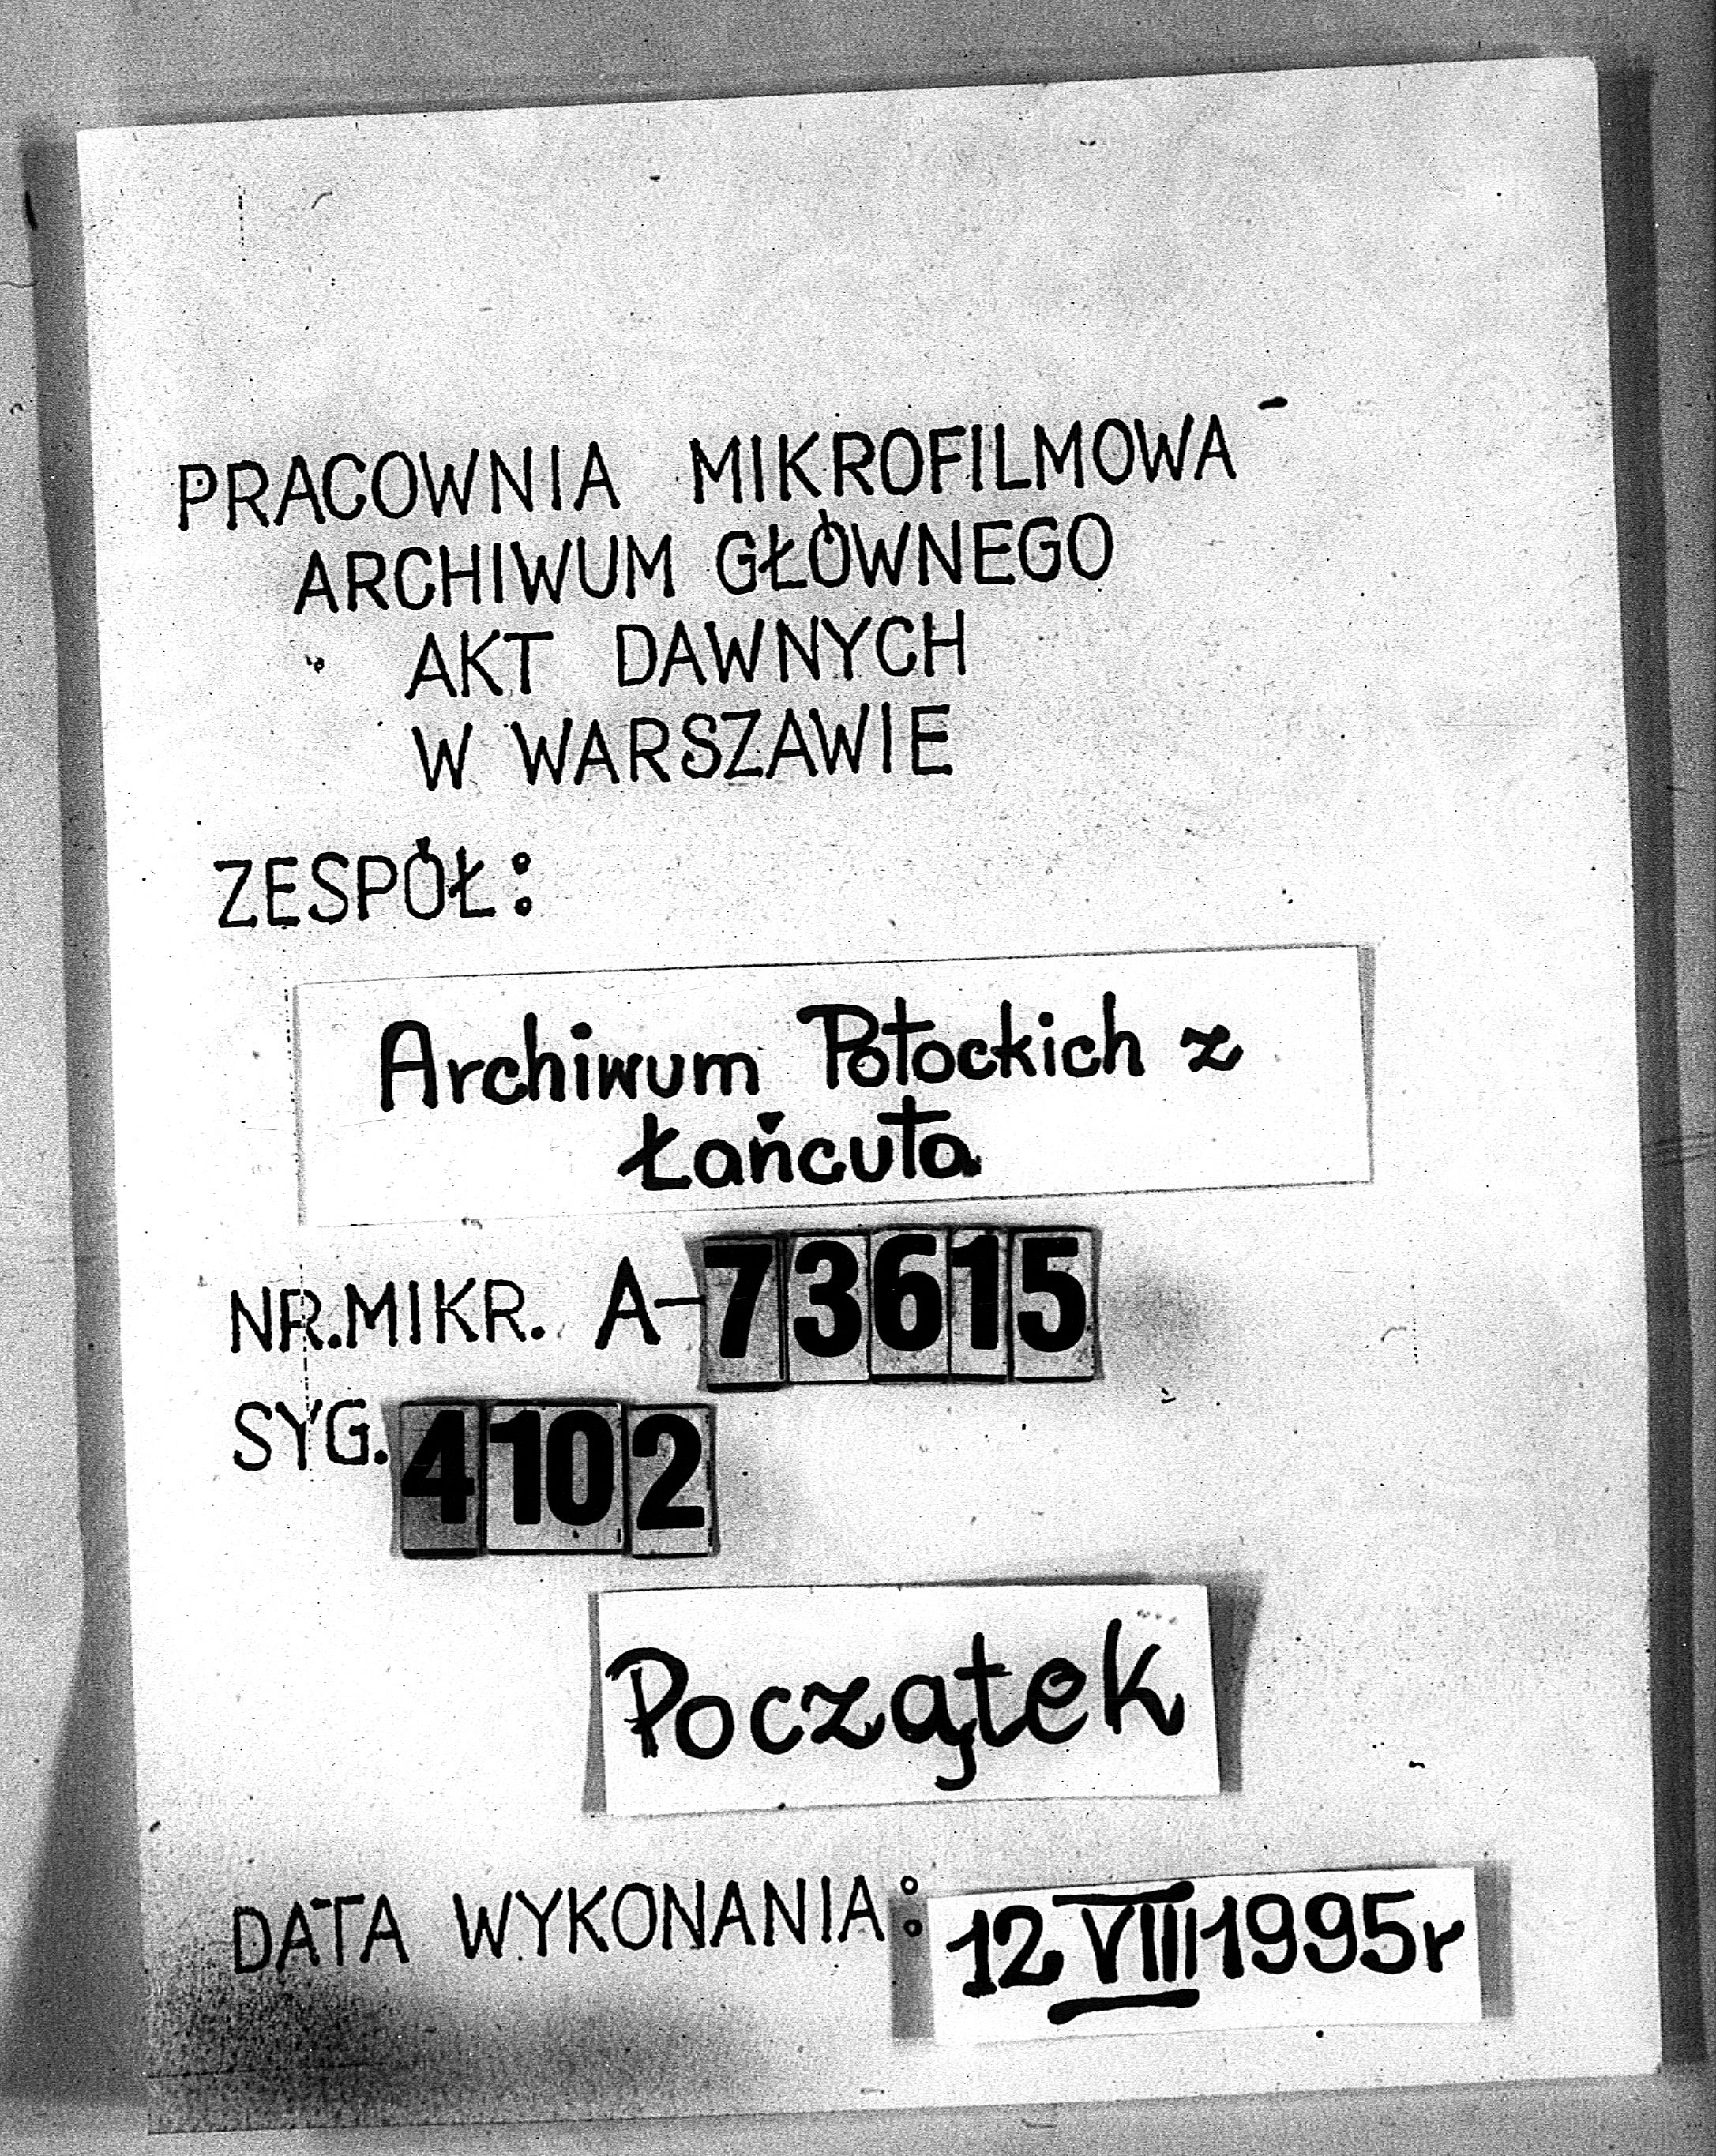 PRACOWNIA MIKROFILMOWA
ARCHIWUM GŁÓWNEGO
AKT DAWNYCH
W WARSZAWIE
ZESPÓŁ:
Archiwum Potockich z
Łańcuta
NR.MIKR. A-73615
SYG. 4102
Początek
DATA WYKONANIA: 12 VII 1995r